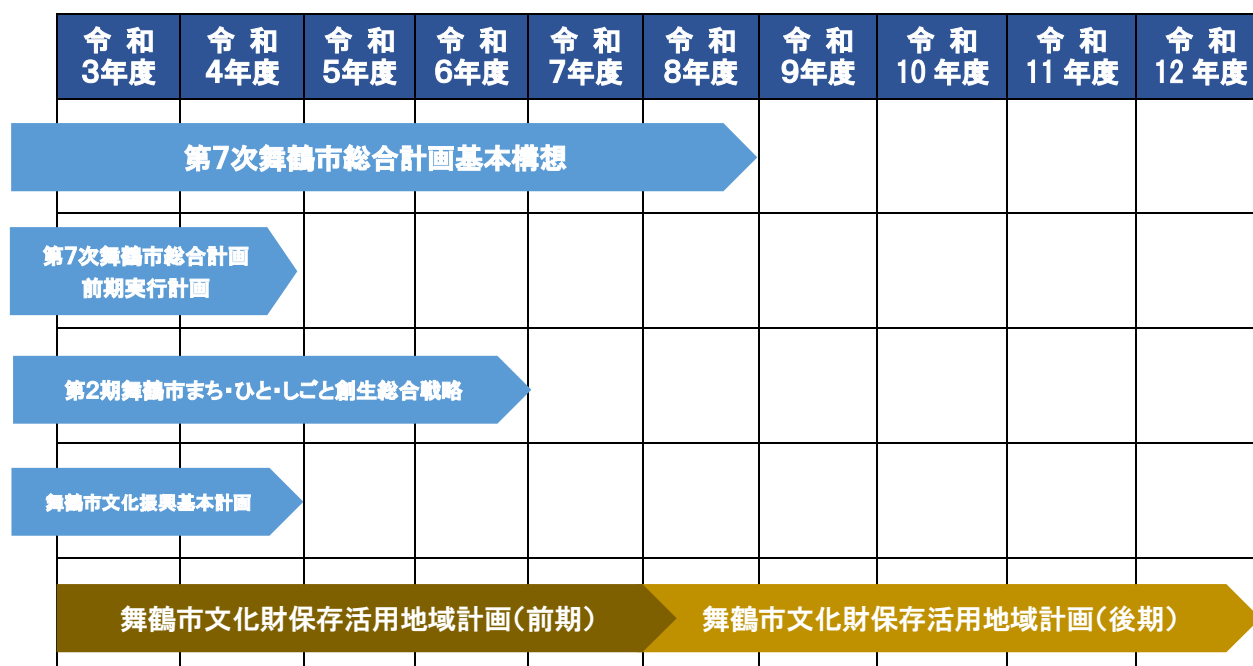 令和
3年度
令和
4年度
令和
5年度
令和
6年度
令和
7年度
令和
8年度
令和
9年度
令和
10年度
令和
11年度
令和
12年度
第7次舞鶴市総合計画基本構想
第7次舞鶴市総合計画
前期実行計画
第2期舞鶴市まち・ひと・しごと創生総合戦略
舞鶴市文化振興基本計画
舞鶴市文化財保存活用地域計画(前期)
舞鶴市文化財保存活用地域計画(後期)